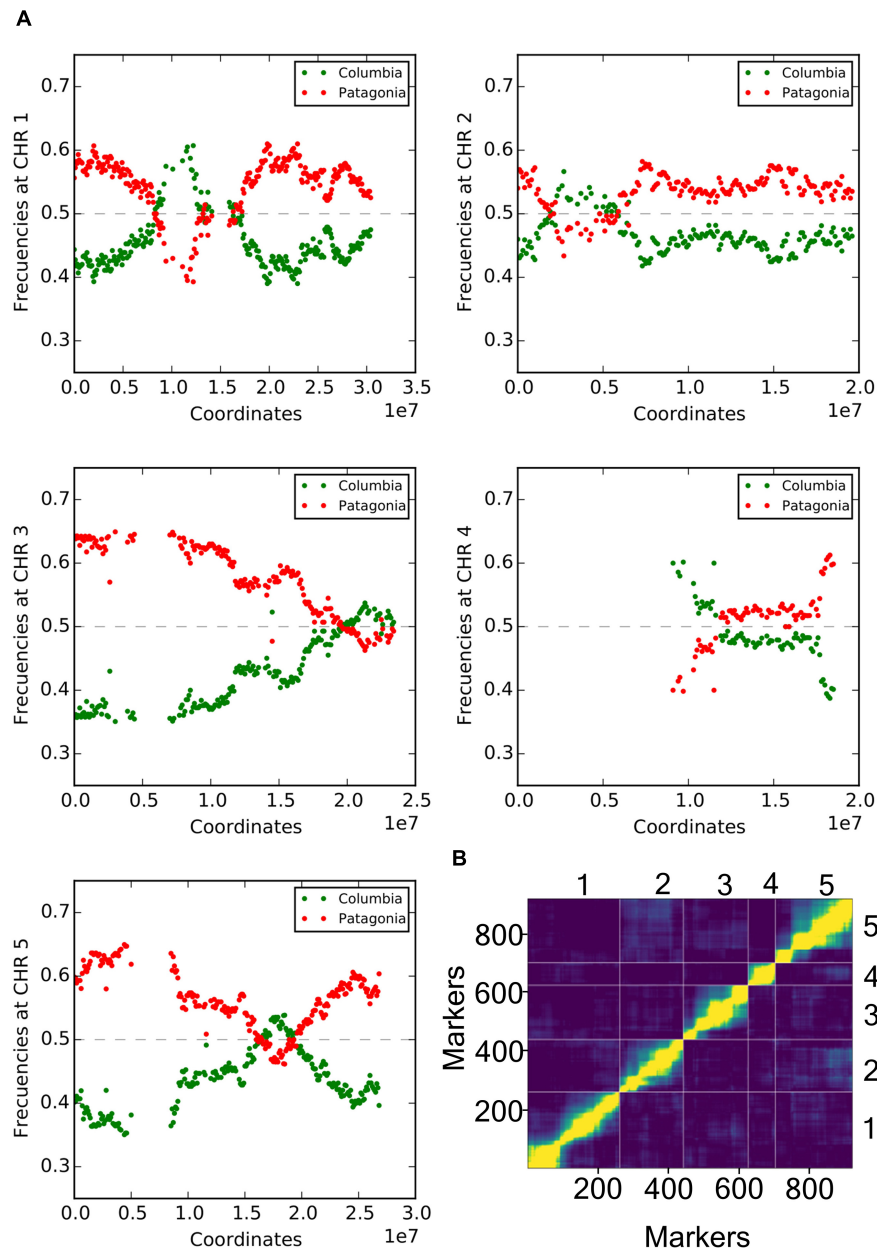 A
Frecuencies at CHR 1
0.7
0.6
0.5
0.4
0.3
Columbia
Patagonia
0.0 0.5 1.0 1.5 2.0 2.5 3.0 3.5
1e7
Coordinates
Frecuencies at CHR 2
0.7
0.6
0.5
0.4
0.3
Columbia
Patagonia
0.0 0.5 1.0 1.5 2.0
1e7
Coordinates
Frecuencies at CHR 3
0.7
0.6
0.5
0.4
0.3
Columbia
Patagonia
0.0 0.5 1.0 1.5 2.0 2.5
1e7
Coordinates
Frecuencies at CHR 4
0.7
0.6
0.5
0.4
0.3
Columbia
Patagonia
0.0 0.5 1.0 1.5 2.0
1e7
Coordinates
Frecuencies at CHR 5
0.7
0.6
0.5
0.4
0.3
Columbia
Patagonia
0.0 0.5 1.0 1.5 2.0 2.5 3.0
1e7
Coordinates
B
1 2 3 4 5
Markers
800
600
400
200
5
4
3
2
1
200 400 600 800
Markers